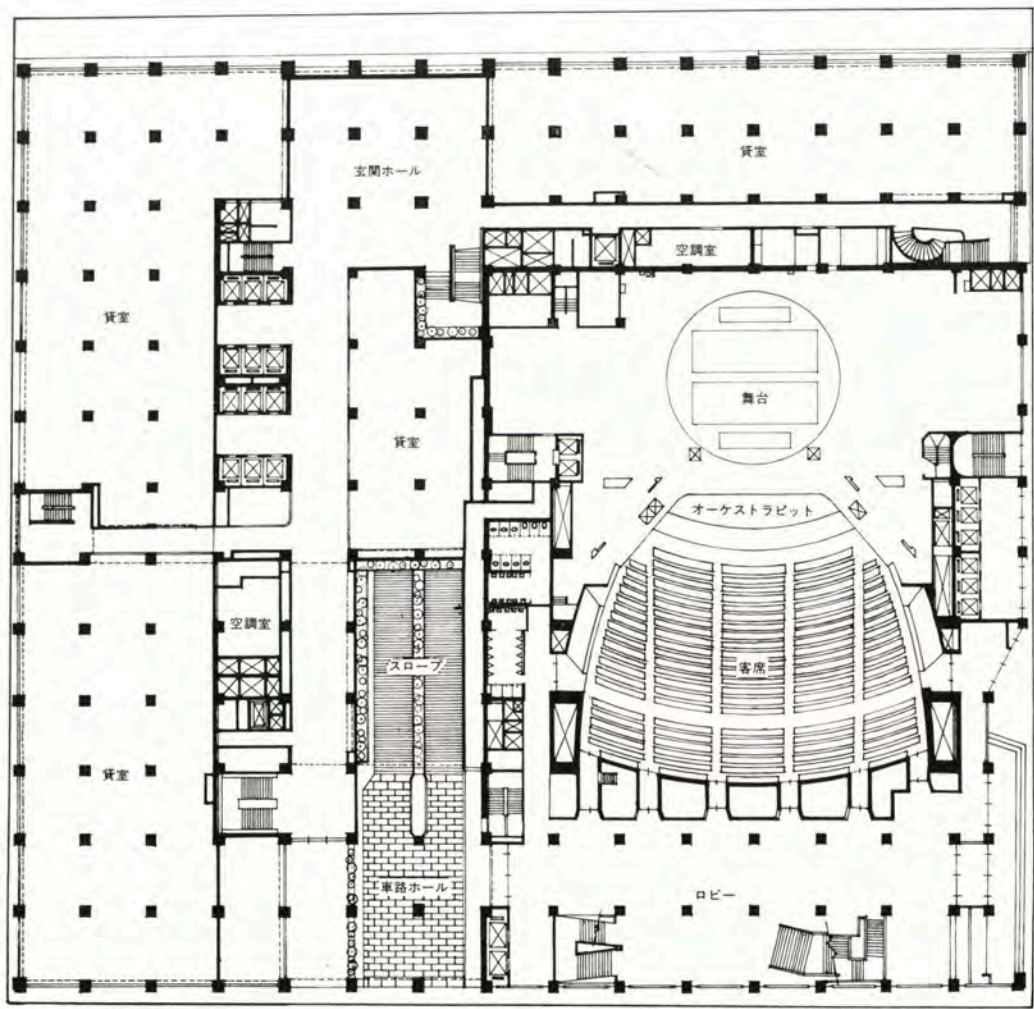 貸室
玄関ホール
空調室
貸室
舞台
貸室
オーケストラピット
空調室
スロープ
客席
貸室
車路ホール
ロビー